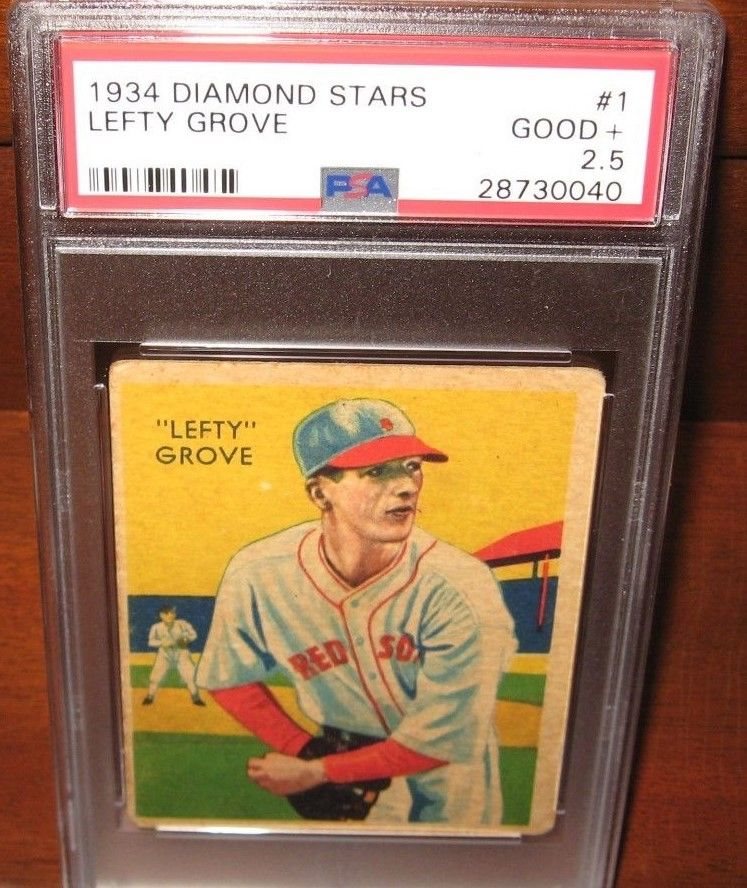 1934 DIAMOND STARS #1
LEFTY GROVE GOOD +
2.5
PSA 28730040
"LEFTY"
GROVE
RED SOX